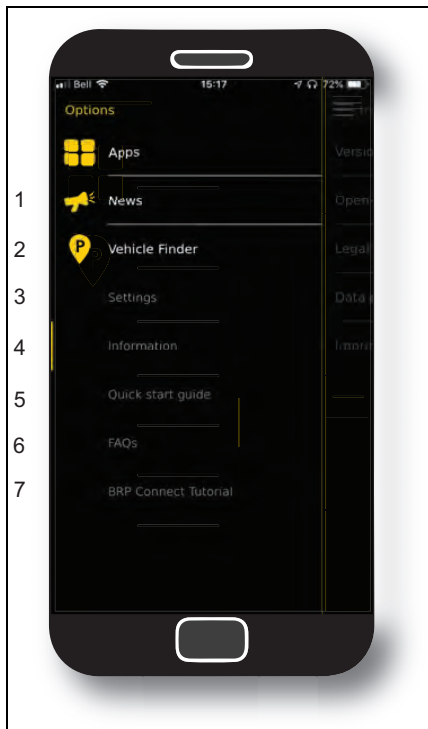 Bell 15:17 72%
Options
Apps
1 News
2 P Vehicle Finder
3 Settings
4 Information
5 Quick start guide
6 FAQs
7 BRP Connect Tutorial
Versio
Open-
Legal
Data
Impri